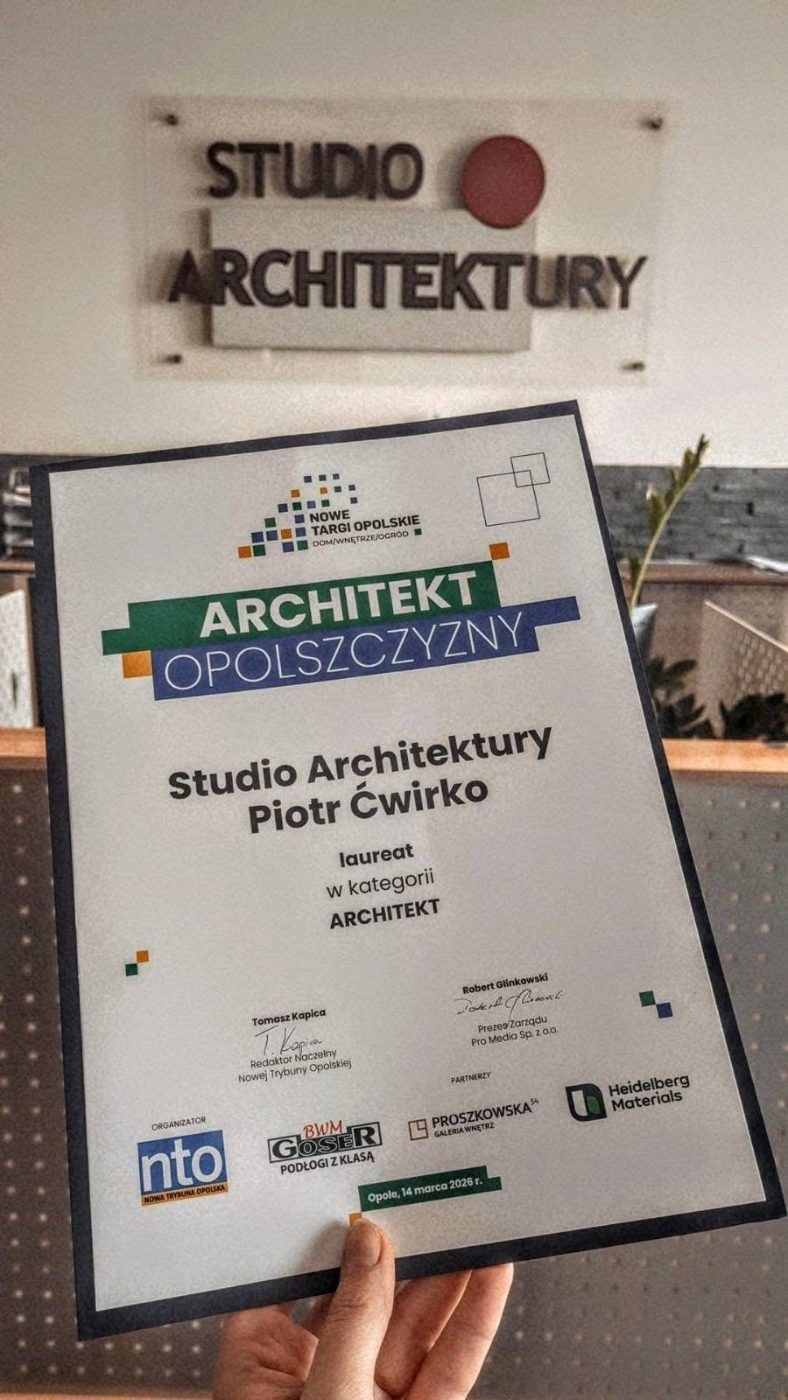 STUDIO
ARCHITEKTURY
NOWE
TARGI OPOLSKIE
DOM/WNĘTRZE/OGRÓD
ARCHITEKT
OPOLSZCZYZNY
Studio Architektury
Piotr Ćwirko
laureat
w kategorii
ARCHITEKT
Tomasz Kapica
T. Kapica
Redaktor Naczelny
Nowej Trybuny Opolskiej
Robert Glinkowski
Prezes Zarządu
Pro Media Sp. z o.o.
ORGANIZATOR
nto
NOWA TRYBUNA OPOLSKA
PARTNERZY
BWM
GOSER
PODŁOGI Z KLASĄ
PROSZKOWSKA 54
GALERIA WNĘTRZ
Heidelberg
Materials
Opole, 14 marca 2026 r.